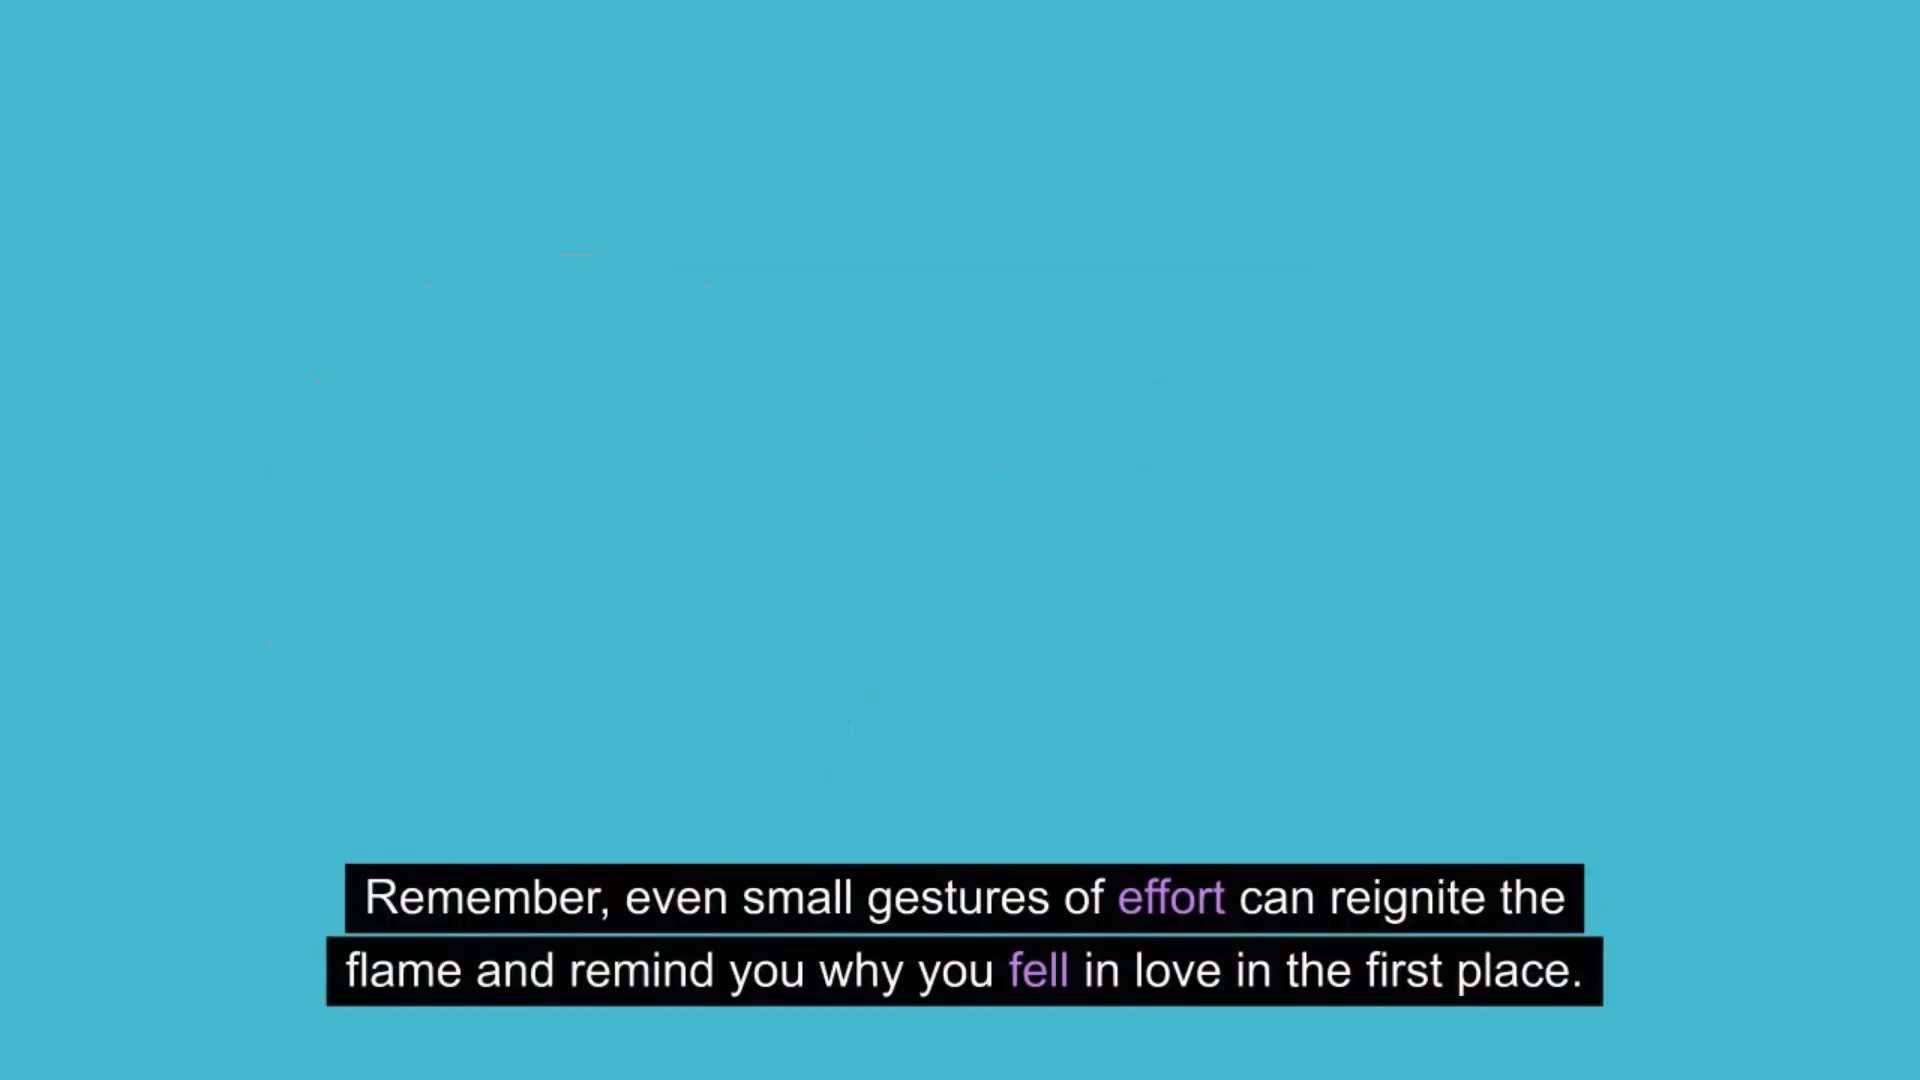 Remember, even small gestures of effort can reignite the
flame and remind you why you fell in love in the first place.